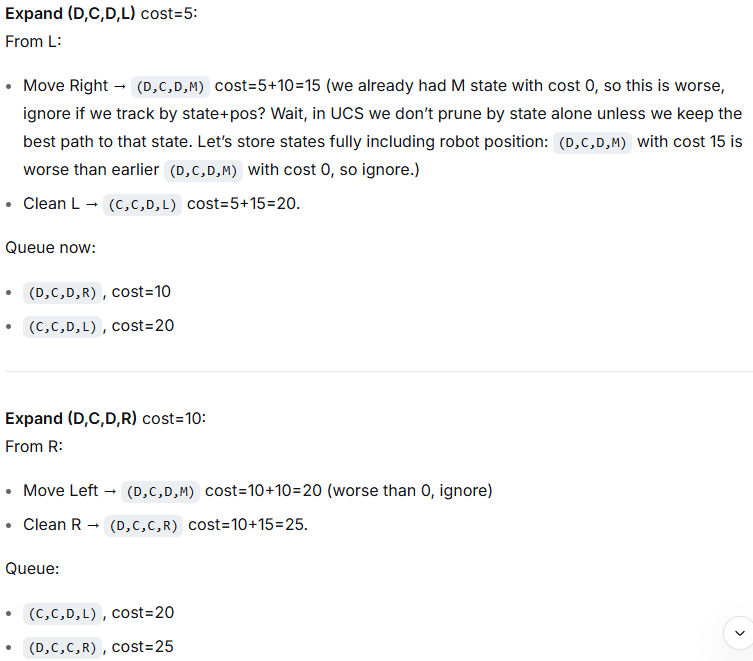 Expand (D,C,D,L) cost=5:
From L:
• Move Right → (D,C,D,M) cost=5+10=15 (we already had M state with cost 0, so this is worse,
ignore if we track by state+pos? Wait, in UCS we don’t prune by state alone unless we keep the
best path to that state. Let’s store states fully including robot position: (D,C,D,M) with cost 15 is
worse than earlier (D,C,D,M) with cost 0, so ignore.)
• Clean L → (C,C,D,L) cost=5+15=20.
Queue now:
• (D,C,D,R) , cost=10
• (C,C,D,L) , cost=20
Expand (D,C,D,R) cost=10:
From R:
• Move Left → (D,C,D,M) cost=10+10=20 (worse than 0, ignore)
• Clean R → (D,C,C,R) cost=10+15=25.
Queue:
• (C,C,D,L) , cost=20
• (D,C,C,R) , cost=25